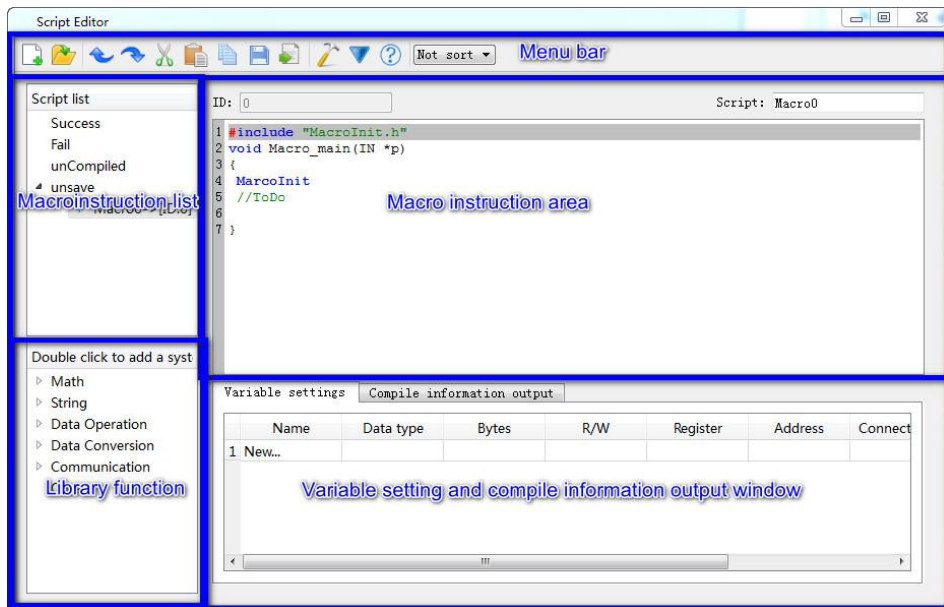 Script Editor
Not sort
Menu bar
Script list
Success
Fail
unCompiled
unsave
Macroinstruction list
ID: 0
Script: Macro0
1 #include "MacroInit.h"
2 void Macro_main(IN *p)
3 {
4 MarcoInit
5 //ToDo
6
7 }
Macro instruction area
Double click to add a syst
Math
String
Data Operation
Data Conversion
Communication
Library function
Variable settings
Compile information output
Name Data type Bytes R/W Register Address Connect
1 New...
Variable setting and compile information output window